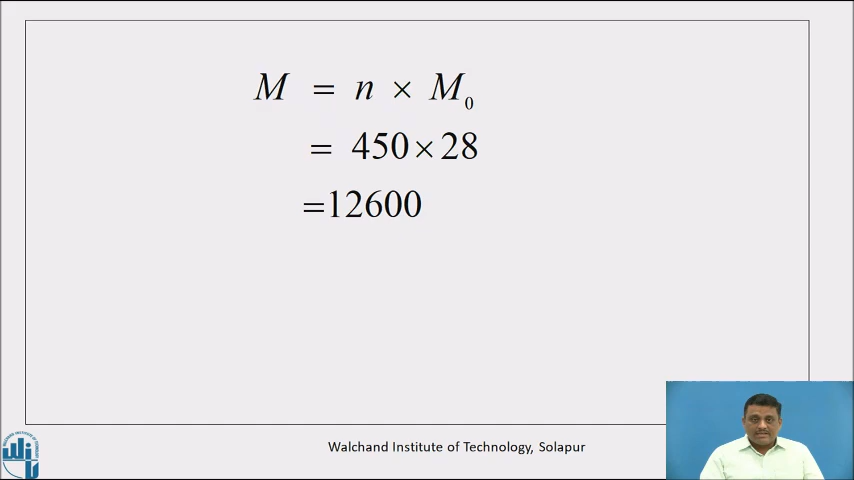 M = n × M₀
= 450×28
=12600
Walchand Institute of Technology, Solapur